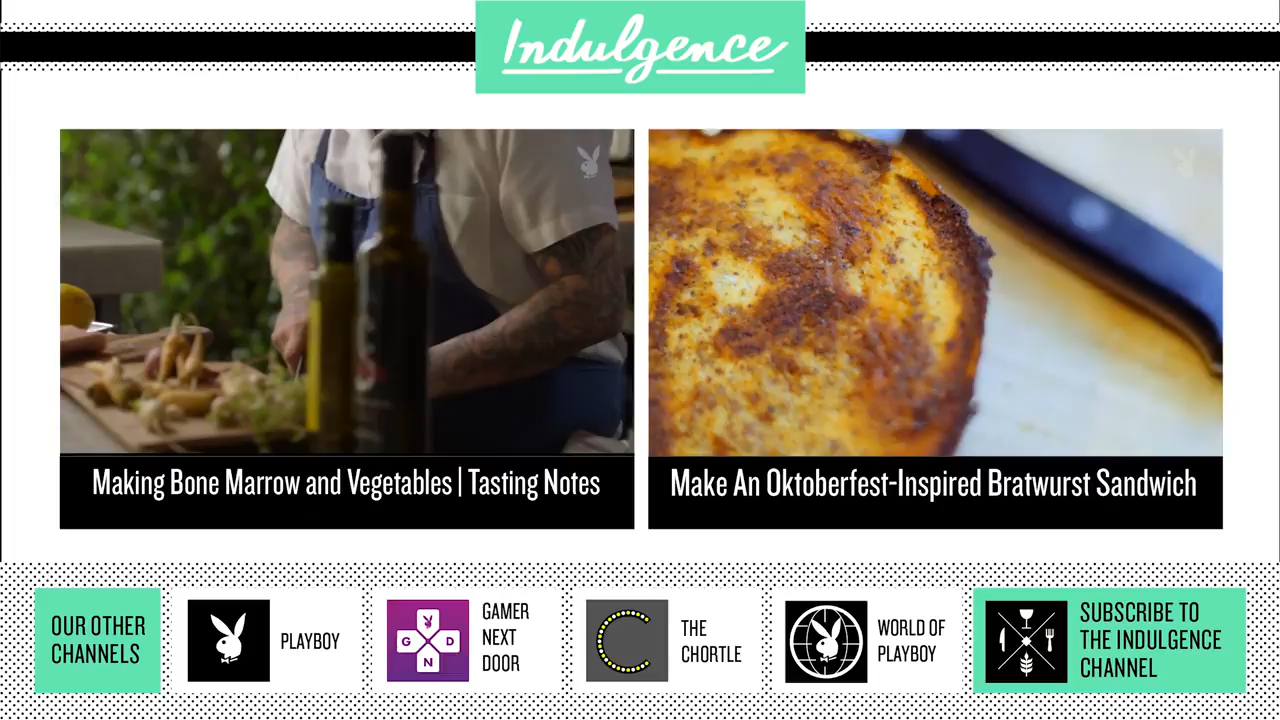 Indulgence
Making Bone Marrow and Vegetables | Tasting Notes
Make An Oktoberfest-Inspired Bratwurst Sandwich
OUR OTHER
CHANNELS
PLAYBOY
G D
N
GAMER
NEXT
DOOR
C
THE
CHORTLE
WORLD OF
PLAYBOY
SUBSCRIBE TO
THE INDULGENCE
CHANNEL